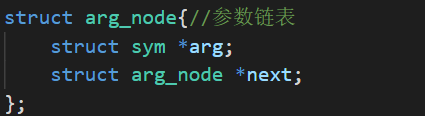 struct arg_node{//参数链表
    struct sym *arg;
    struct arg_node *next;
};